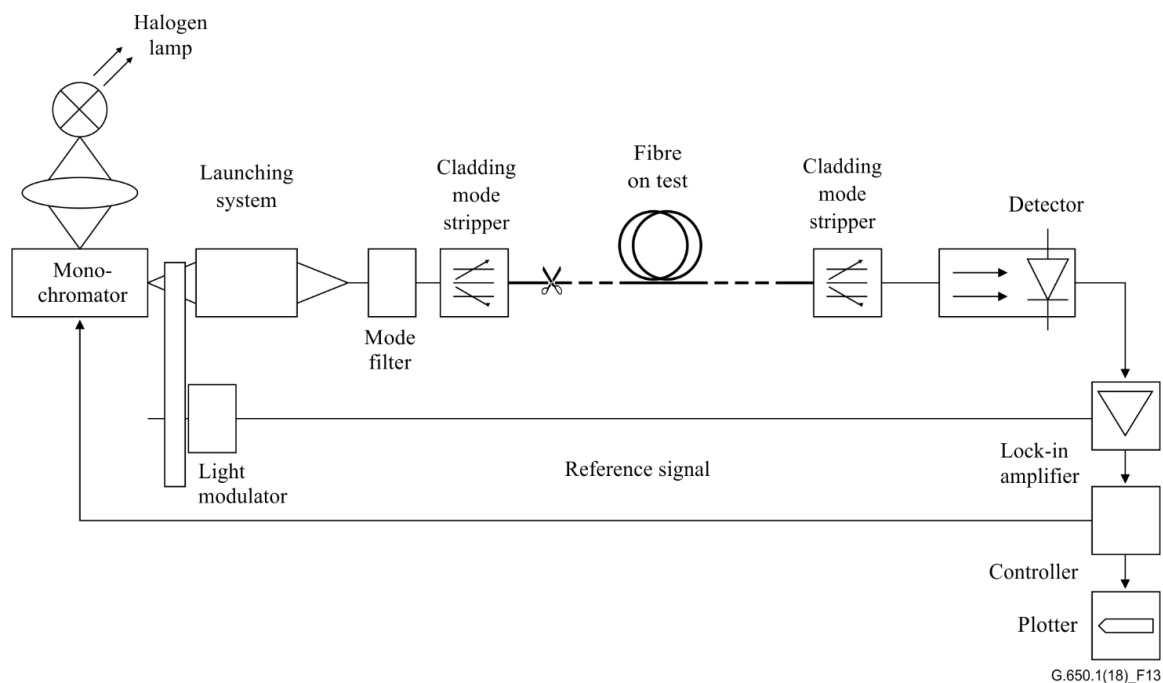 Halogen
lamp
Launching
system
Cladding
mode
stripper
Fibre
on test
Cladding
mode
stripper
Detector
Mono-
chromator
Mode
filter
Light
modulator
Reference signal
Lock-in
amplifier
Controller
Plotter
G.650.1(18)_F13